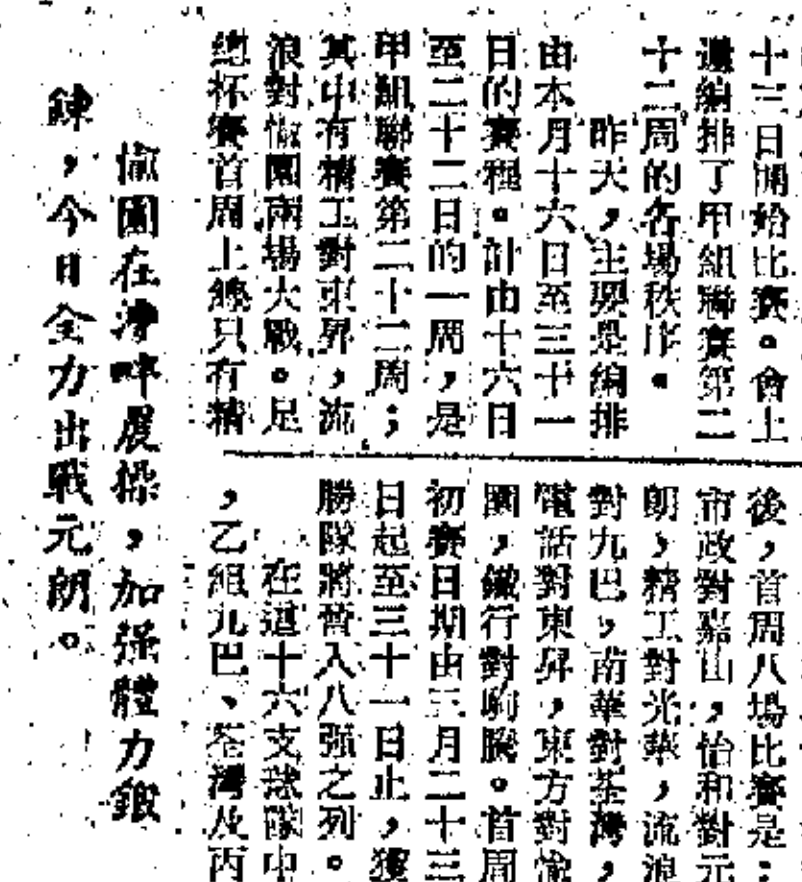 十三日開始比賽。會上
還編排了甲組聯賽第二
十二周的各場秩序。
昨天，主要是編排
由本月十六日至三十一
日的賽程。計由十六日
至二十二日的一周，是
甲組聯賽第二十二周；
其中有精工對東昇，流
浪對愉園兩場大戰。足
總杯賽首周上綫只有精
後，首周八場比賽是：
市政對嘉山，怡和對元
朗，精工對光華，流浪
對九巴，南華對荃灣，
電話對東昇，東方對愉
園，鐵行對駒騰。首周
初賽日期由三月二十三
日起至三十一日止，獲
勝隊將晉入八強之列。
在這十六支球隊中
，乙組九巴、荃灣及丙
愉園在灣畔晨操，加強體力鍛
鍊，今日全力出戰元朗。